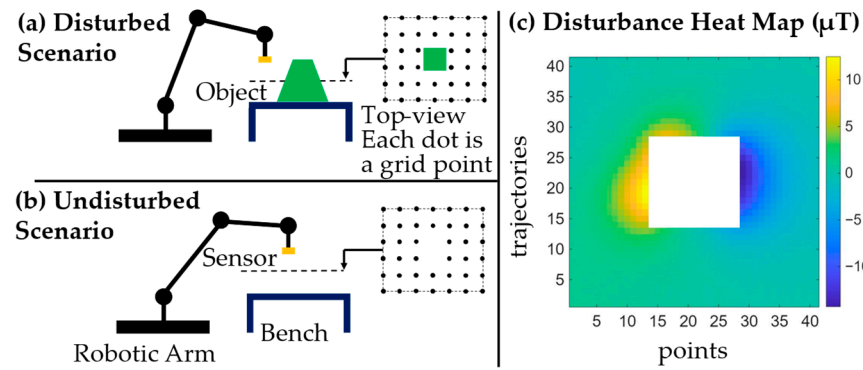 (a) Disturbed
Scenario
Object
Top-view
Each dot is
a grid point
(b) Undisturbed
Scenario
Sensor
Bench
Robotic Arm
(c) Disturbance Heat Map (μT)
trajectories
40
35
30
25
20
15
10
5
5 10 15 20 25 30 35 40
points
10
5
0
−5
−10